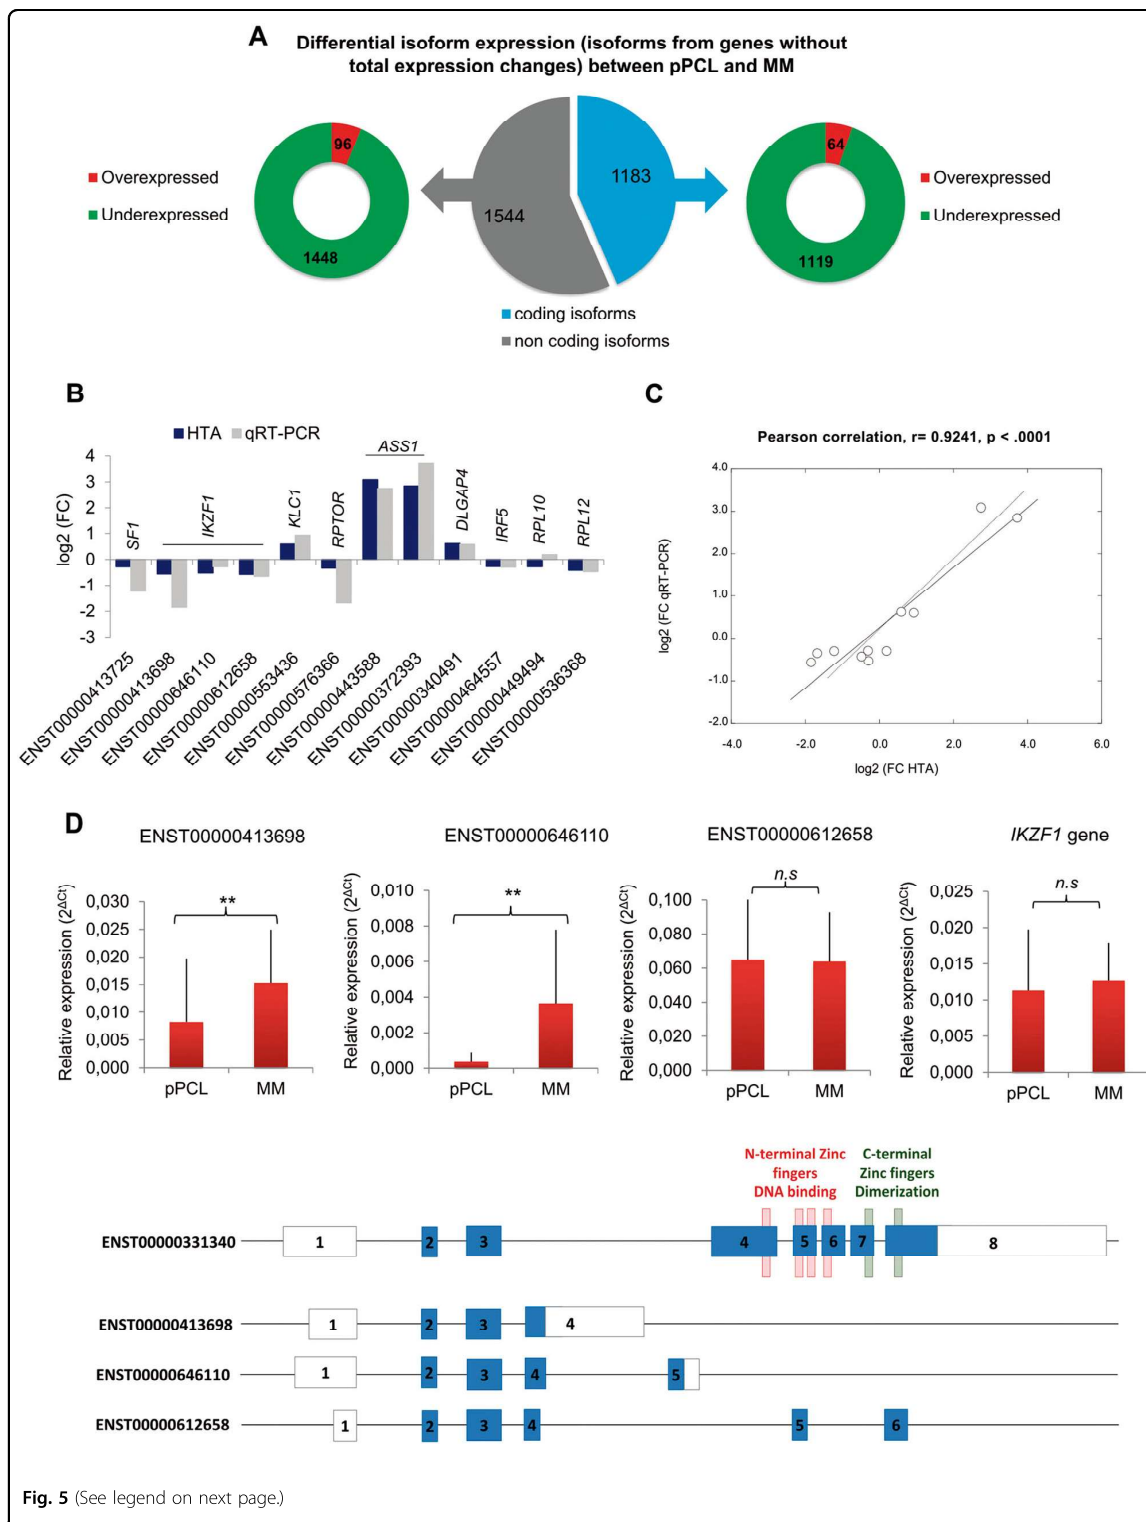 A
Differential isoform expression (isoforms from genes without
total expression changes) between pPCL and MM
96
1448
Overexpressed
Underexpressed
1544
1183
64
1119
Overexpressed
Underexpressed
coding isoforms
non coding isoforms
B
HTA qRT-PCR
log2 (FC)
4
3
2
1
0
-1
-2
-3
SF1
IKZF1
KLC1
RPTOR
ASS1
DLGAP4
IRF5
RPL10
RPL12
ENST00000413725
ENST00000413698
ENST00000646110
ENST00000612658
ENST00000553436
ENST00000576366
ENST00000443588
ENST00000372393
ENST00000340491
ENST00000464557
ENST00000449494
ENST00000536368
C
Pearson correlation, r= 0.9241, p < .0001
log2 (FC qRT-PCR)
4.0
3.0
2.0
1.0
-0.0
-1.0
-2.0
-4.0 -2.0 0.0 2.0 4.0 6.0
log2 (FC HTA)
D
ENST00000413698
Relative expression (2ΔCt)
0,030
0,025
0,020
0,015
0,010
0,005
0,000
**
pPCL MM
ENST00000646110
Relative expression (2ΔCt)
0,010
0,008
0,006
0,004
0,002
0,000
**
pPCL MM
ENST00000612658
Relative expression (2ΔCt)
0,100
0,080
0,060
0,040
0,020
0,000
n.s
pPCL MM
IKZF1 gene
Relative expression (2ΔCt)
0,025
0,020
0,015
0,010
0,005
0,000
n.s
pPCL MM
N-terminal Zinc
fingers
DNA binding
C-terminal
Zinc fingers
Dimerization
ENST00000331340 1 2 3 4 5 6 7 8
ENST00000413698 1 2 3 4
ENST00000646110 1 2 3 4 5
ENST00000612658 1 2 3 4 5 6
Fig. 5 (See legend on next page.)